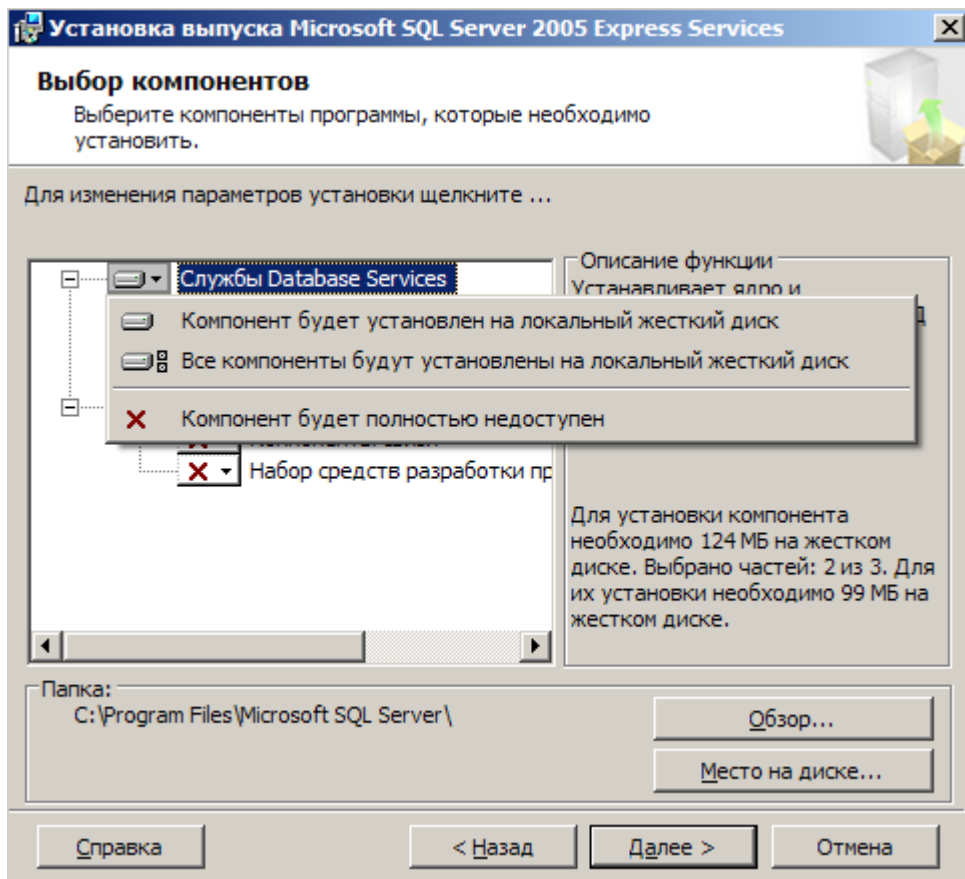 Установка выпуска Microsoft SQL Server 2005 Express Services
Выбор компонентов
Выберите компоненты программы, которые необходимо
установить.
Для изменения параметров установки щелкните ...
Службы Database Services
Описание функции
Устанавливает ядро и
Компонент будет установлен на локальный жесткий диск
Все компоненты будут установлены на локальный жесткий диск
Компонент будет полностью недоступен
Набор средств разработки пр
Для установки компонента
необходимо 124 МБ на жестком
диске. Выбрано частей: 2 из 3. Для
их установки необходимо 99 МБ на
жестком диске.
Папка:
C:\Program Files\Microsoft SQL Server\
Обзор...
Место на диске...
Справка
< Назад
Далее >
Отмена